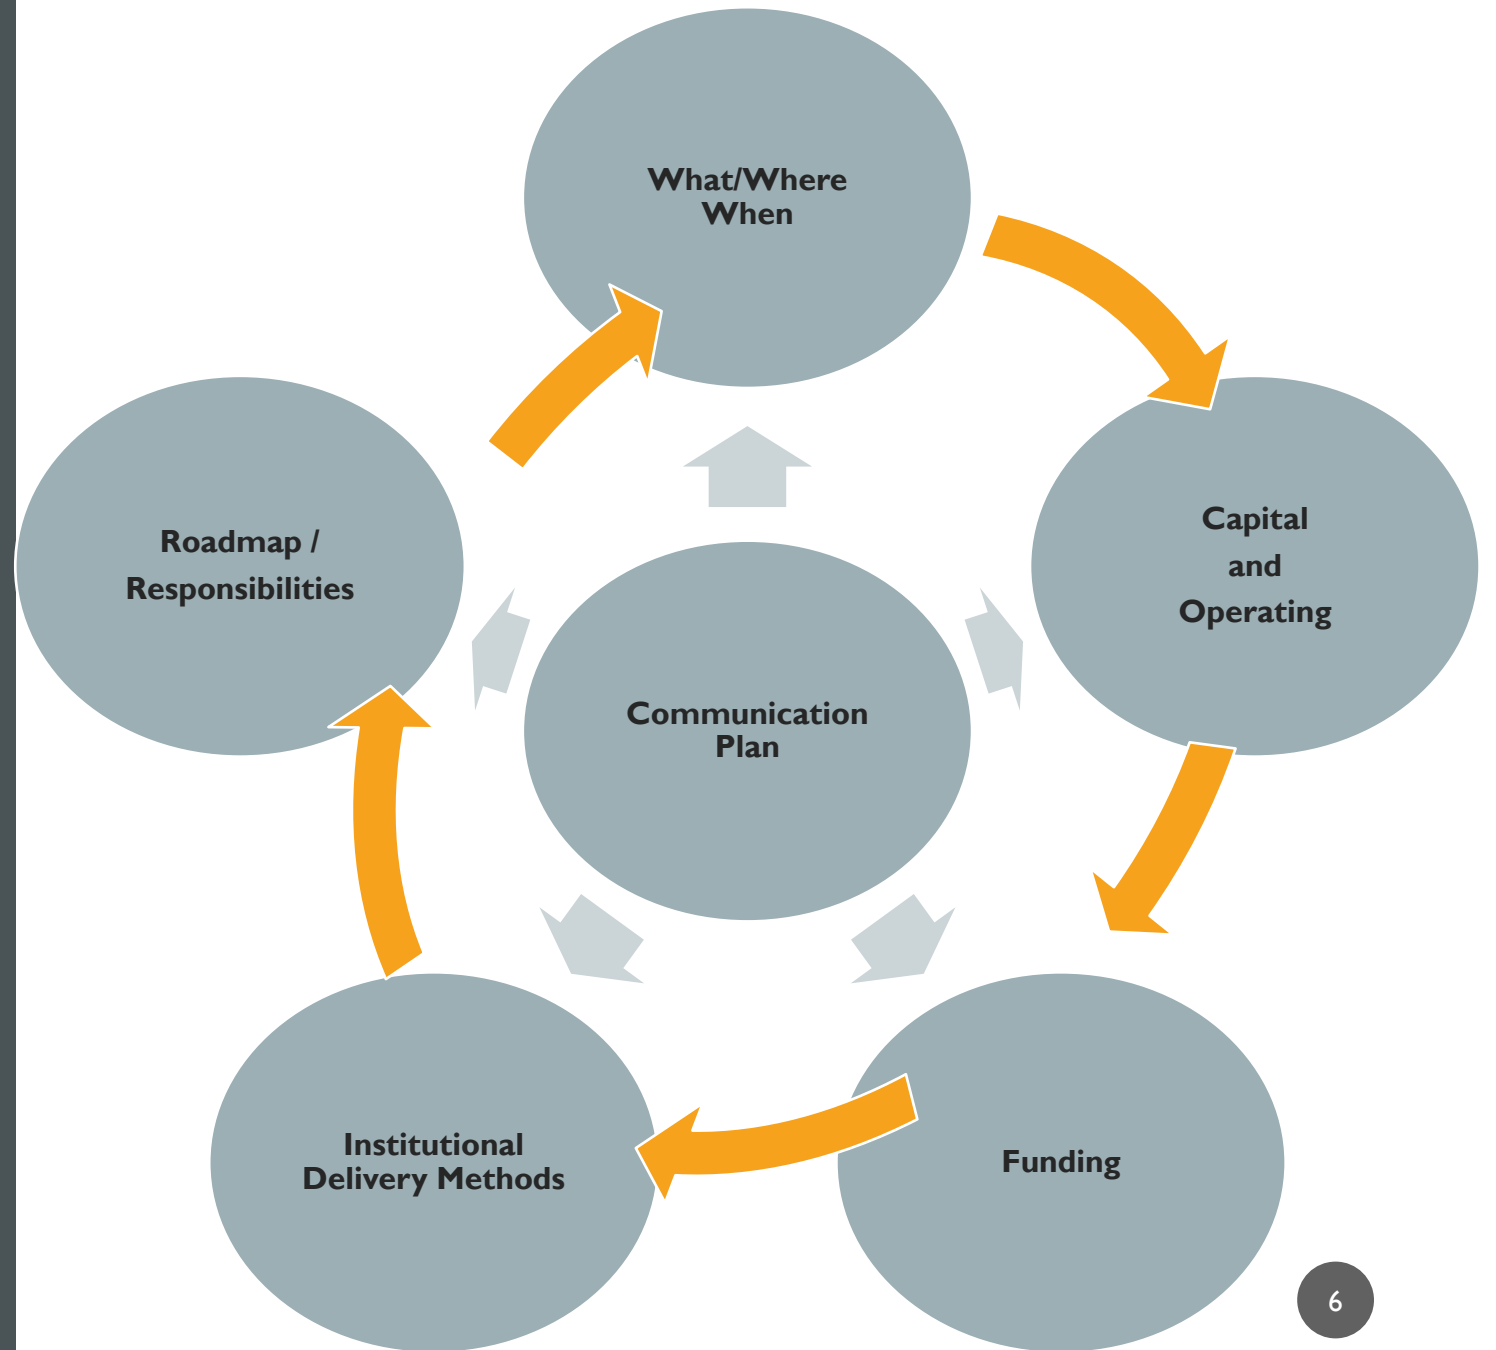 What/Where
When
Capital
and
Operating
Roadmap /
Responsibilities
Communication
Plan
Institutional
Delivery Methods
Funding
6